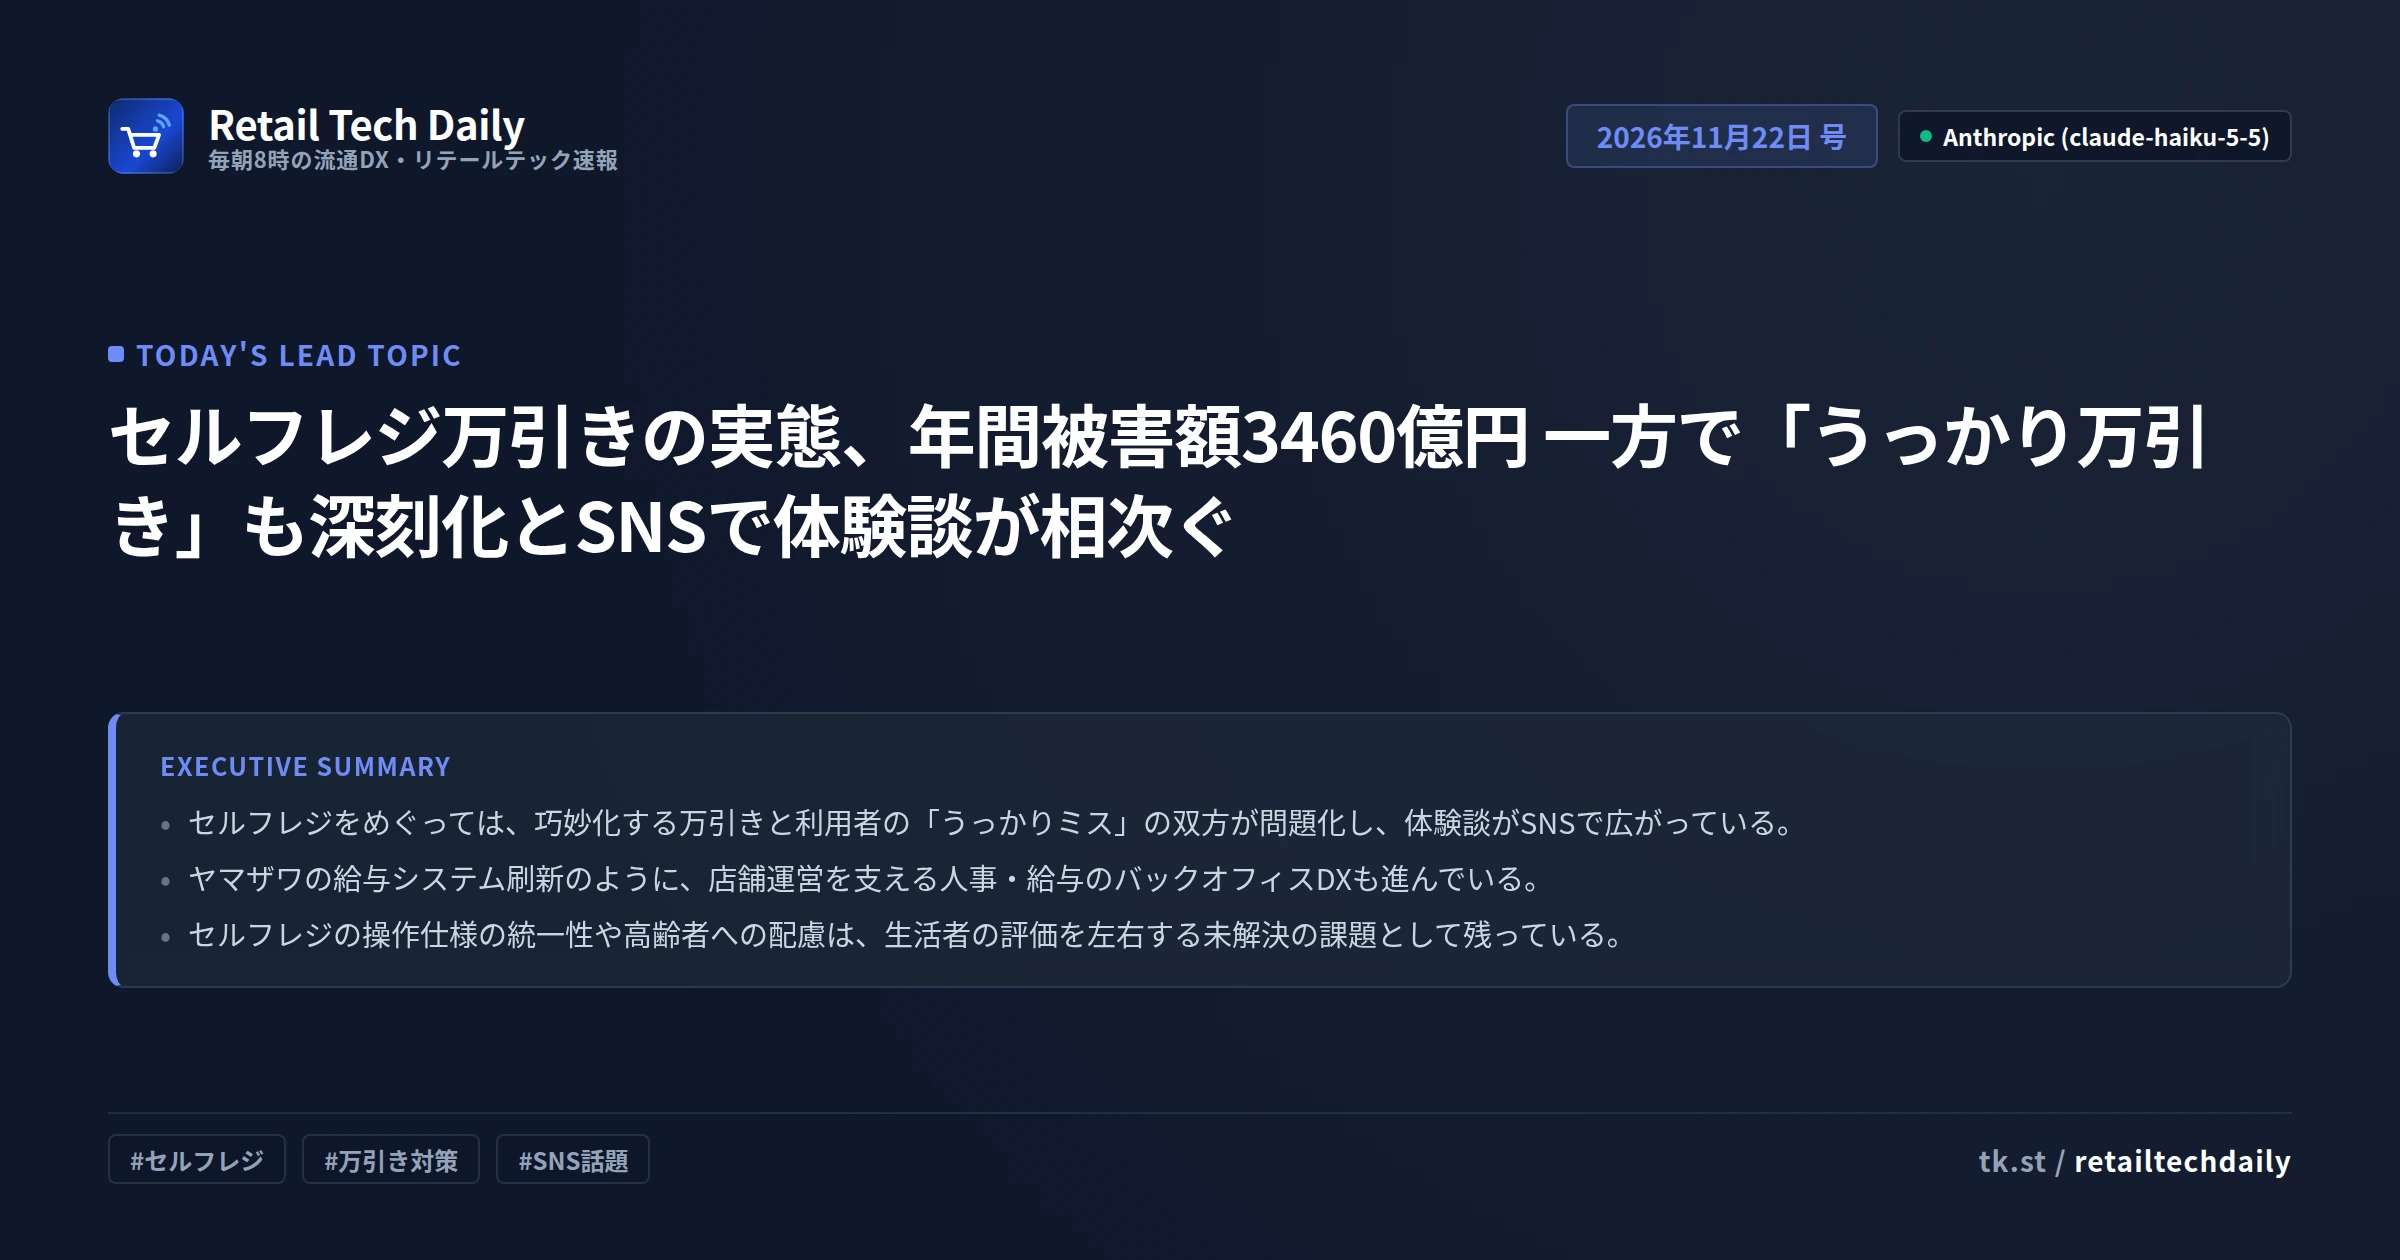 Retail Tech Daily
毎朝8時の流通DX・リテールテック速報
2026年11月22日 号
Anthropic (claude-haiku-5-5)
TODAY'S LEAD TOPIC
セルフレジ万引きの実態、年間被害額3460億円 一方で「うっかり万引
き」も深刻化とSNSで体験談が相次ぐ
EXECUTIVE SUMMARY
• セルフレジをめぐっては、巧妙化する万引きと利用者の「うっかりミス」の双方が問題化し、体験談がSNSで広がっている。
• ヤマザワの給与システム刷新のように、店舗運営を支える人事・給与のバックオフィスDXも進んでいる。
• セルフレジの操作仕様の統一性や高齢者への配慮は、生活者の評価を左右する未解決の課題として残っている。
#セルフレジ
#万引き対策
#SNS話題
tk.st / retailtechdaily